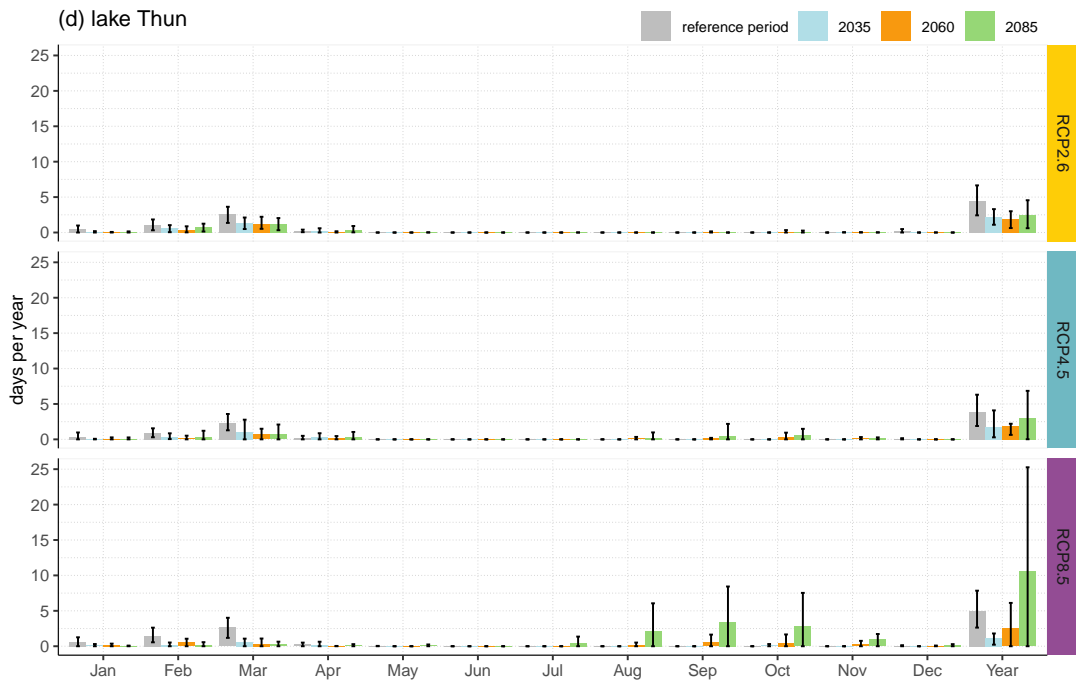 (d) lake Thun
reference period 2035 2060 2085
25
20
15
10
5
0
RCP2.6
25
20
15
10
5
0
RCP4.5
25
20
15
10
5
0
RCP8.5
days per year
Jan Feb Mar Apr May Jun Jul Aug Sep Oct Nov Dec Year